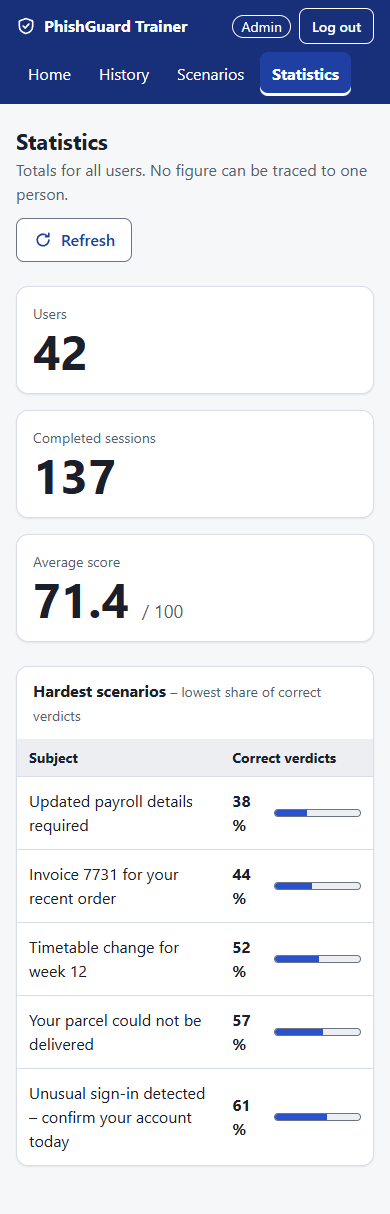 PhishGuard Trainer
Admin
Log out
Home
History
Scenarios
Statistics
Statistics
Totals for all users. No figure can be traced to one
person.
Refresh
Users
42
Completed sessions
137
Average score
71.4 / 100
Hardest scenarios – lowest share of correct
verdicts
Subject
Correct verdicts
Updated payroll details
required
38
%
Invoice 7731 for your
recent order
44
%
Timetable change for
week 12
52
%
Your parcel could not be
delivered
57
%
Unusual sign-in detected
– confirm your account
today
61
%